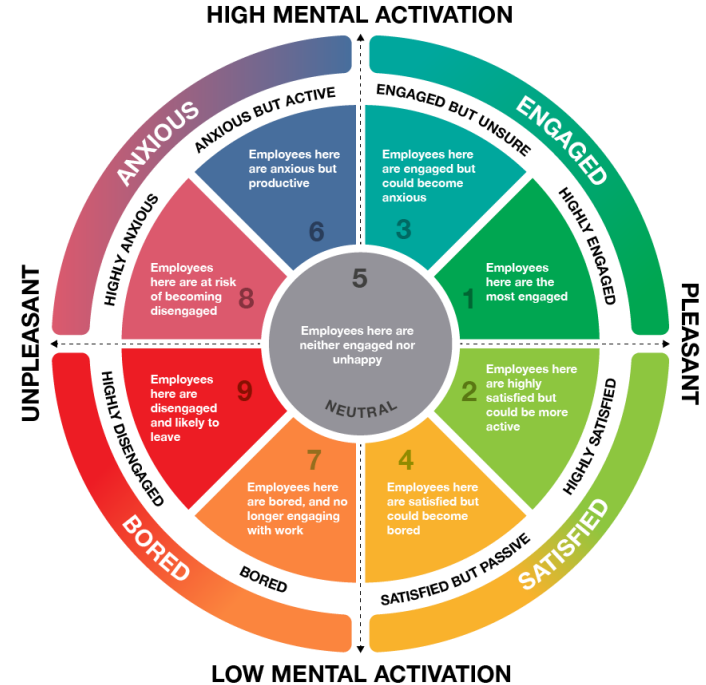 HIGH MENTAL ACTIVATION
ANXIOUS
ENGAGED
ANXIOUS BUT ACTIVE
ENGAGED BUT UNSURE
HIGHLY ANXIOUS
HIGHLY ENGAGED
Employees here
are anxious but
productive
6
Employees here
are engaged but
could become
anxious
3
Employees
here are at risk
of becoming
disengaged
8
Employees
here are the
most engaged
1
5
Employees here are
neither engaged nor
unhappy
NEUTRAL
UNPLEASANT
PLEASANT
Employees
here are
disengaged
and likely to
leave
9
Employees here
are highly
satisfied but
could be more
active
2
7
Employees here
are bored, and no
longer engaging
with work
4
Employees here
are satisfied but
could become
bored
HIGHLY DISENGAGED
HIGHLY SATISFIED
BORED
SATISFIED BUT PASSIVE
BORED
SATISFIED
LOW MENTAL ACTIVATION